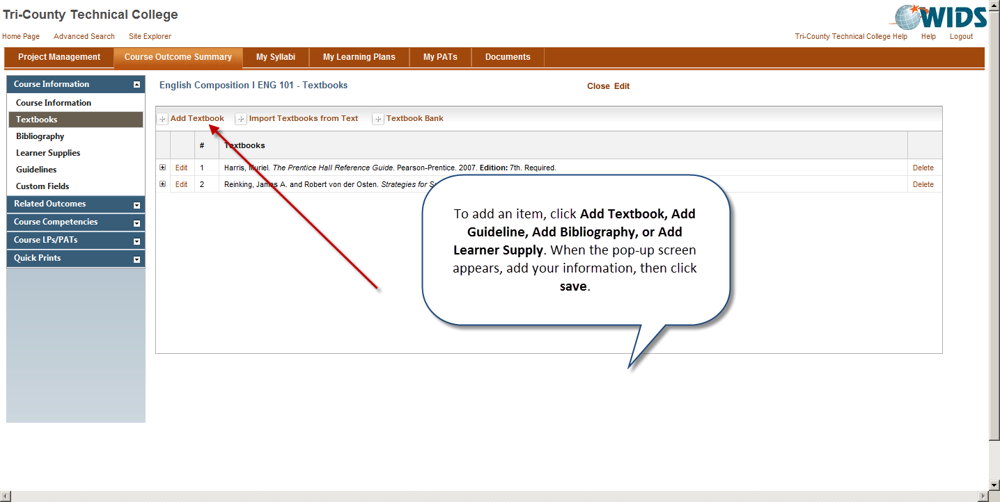 Tri-County Technical College
WIDS
Home Page Advanced Search Site Explorer
Tri-County Technical College Help Help Logout
Project Management Course Outcome Summary My Syllabi My Learning Plans My PATs Documents
Course Information
Course Information
Textbooks
Bibliography
Learner Supplies
Guidelines
Custom Fields
Related Outcomes
Course Competencies
Course LPs/PATs
Quick Prints
English Composition I ENG 101 - Textbooks
Close Edit
Add Textbook Import Textbooks from Text Textbook Bank
# Textbooks
Edit 1 Harris, Muriel. The Prentice Hall Reference Guide. Pearson-Prentice. 2007. Edition: 7th. Required. Delete
Edit 2 Reinking, James A. and Robert von der Osten. Strategies for Delete
To add an item, click Add Textbook, Add
Guideline, Add Bibliography, or Add
Learner Supply. When the pop-up screen
appears, add your information, then click
save.